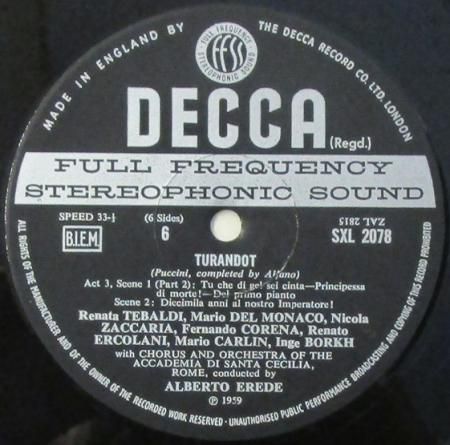 MADE IN ENGLAND BY
THE DECCA RECORD CO. LTD. LONDON
FULL FREQUENCY
STEREOPHONIC SOUND
FFSS
DECCA (Regd.)
FULL FREQUENCY
STEREOPHONIC SOUND
SPEED 33⅓ (6 Sides) ZAL 2815
B.I.E.M. 6 SXL 2078
TURANDOT
(Puccini, completed by Alfano)
Act 3, Scene 1 (Part 2): Tu che di gel sei cinta—Principessa
di morte!—Del primo pianto
Scene 2: Diecimila anni al nostro Imperatore!
Renata TEBALDI, Mario DEL MONACO, Nicola
ZACCARIA, Fernando CORENA, Renato
ERCOLANI, Mario CARLIN, Inge BORKH
with CHORUS AND ORCHESTRA OF THE
ACCADEMIA DI SANTA CECILIA,
ROME, conducted by
ALBERTO EREDE
℗ 1959
ALL RIGHTS OF THE MANUFACTURER AND OF THE OWNER OF THE RECORDED WORK RESERVED · UNAUTHORISED PUBLIC PERFORMANCE BROADCASTING AND COPYING OF THIS RECORD PROHIBITED